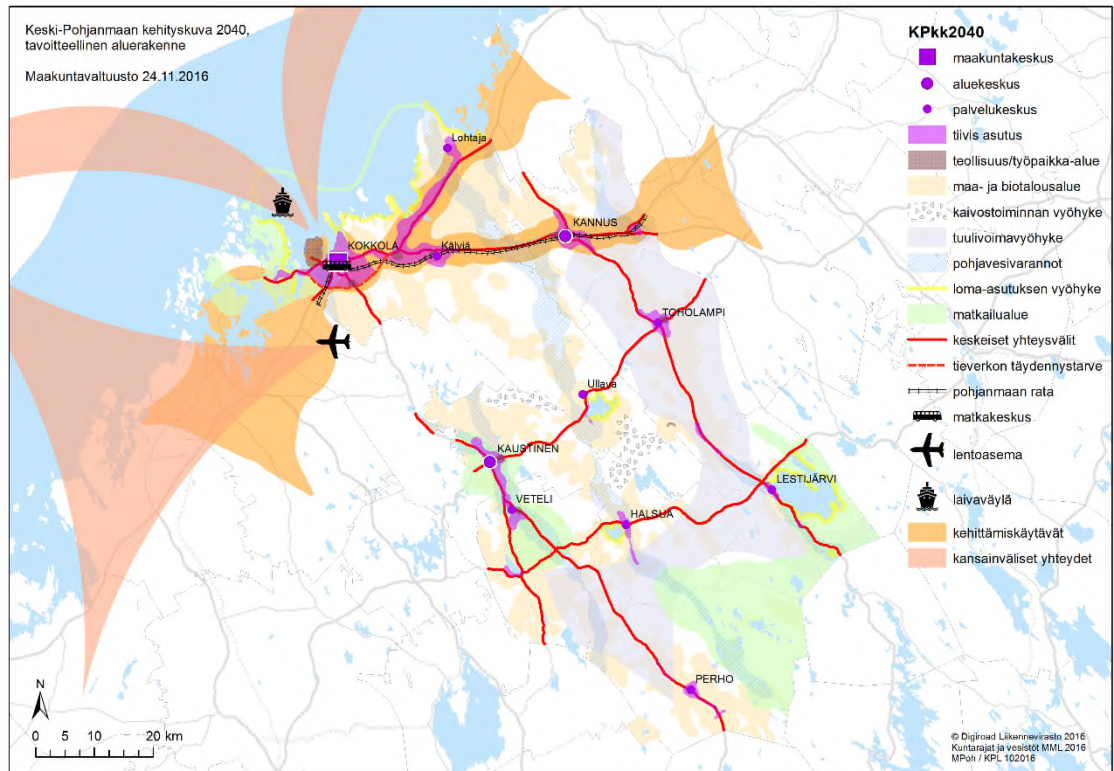 Keski-Pohjanmaan kehityskuva 2040,
tavoitteellinen aluerakenne
Maakuntavaltuusto 24.11.2016
KPkk2040
maakuntakeskus
aluekeskus
palvelukeskus
tiivis asutus
teollisuus/työpaikka-alue
maa- ja biotalousalue
kaivostoiminnan vyöhyke
tuulivoimavyöhyke
pohjavesivarannot
loma-asutuksen vyöhyke
matkailualue
keskeiset yhteysvälit
tieverkon täydennystarve
pohjanmaan rata
matkakeskus
lentoasema
laivaväylä
kehittämiskäytävät
kansainväliset yhteydet
Lohtaja
KANNUS
KOKKOLA
Kälviä
TOHOLAMPI
Ullava
KAUSTINEN
LESTIJÄRVI
VETELI
HALSUA
PERHO
N
0 5 10 20 km
© Digiroad Liikennevirasto 2016
Kuntarajat ja vesistöt MML 2016
MPoh / KPL 102016